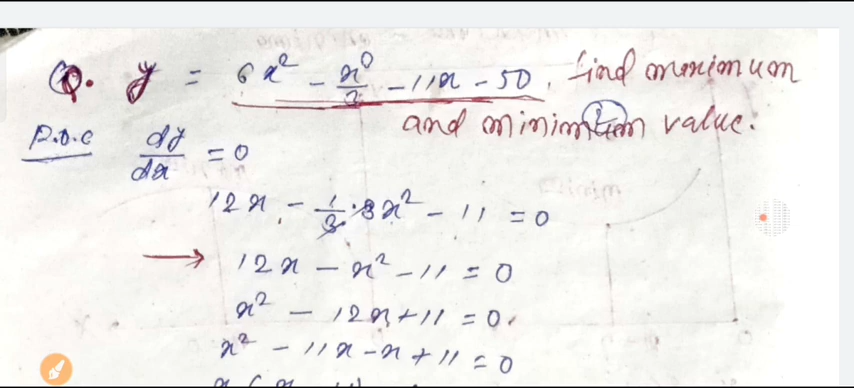 Q. y = 6x² - x³/3 - 11x - 50, find maximum
and minimum value.
P.D.C dy/dx = 0
12x - 1/3·3x² - 11 = 0
→ 12x - x² - 11 = 0
x² - 12x + 11 = 0
x² - 11x - x + 11 = 0